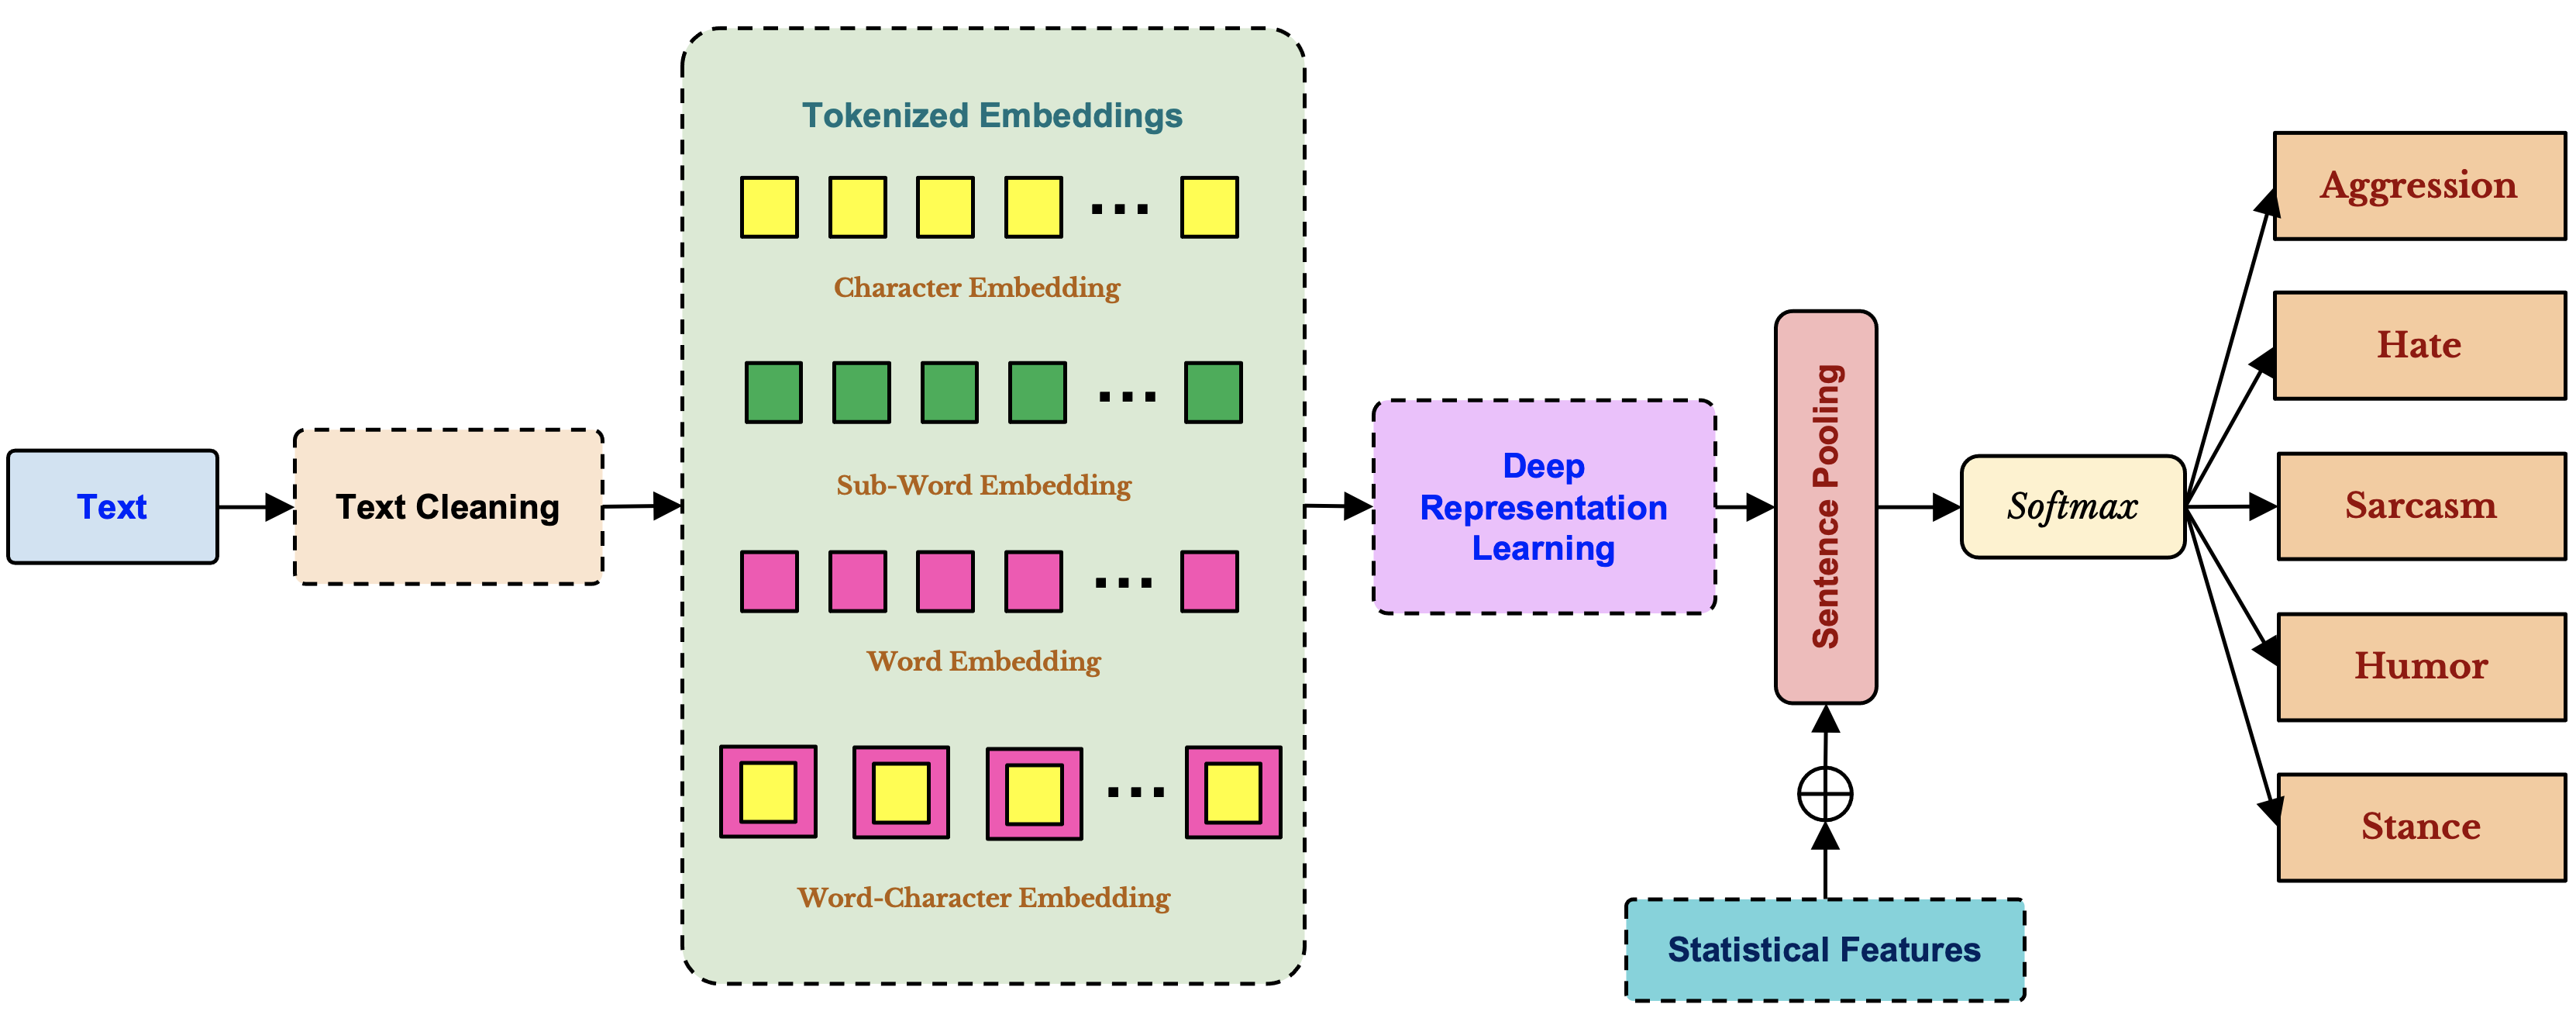 Text
Text Cleaning
Tokenized Embeddings
...
Character Embedding
...
Sub-Word Embedding
...
Word Embedding
...
Word-Character Embedding
Deep
Representation
Learning
Sentence Pooling
Statistical Features
Softmax
Aggression
Hate
Sarcasm
Humor
Stance